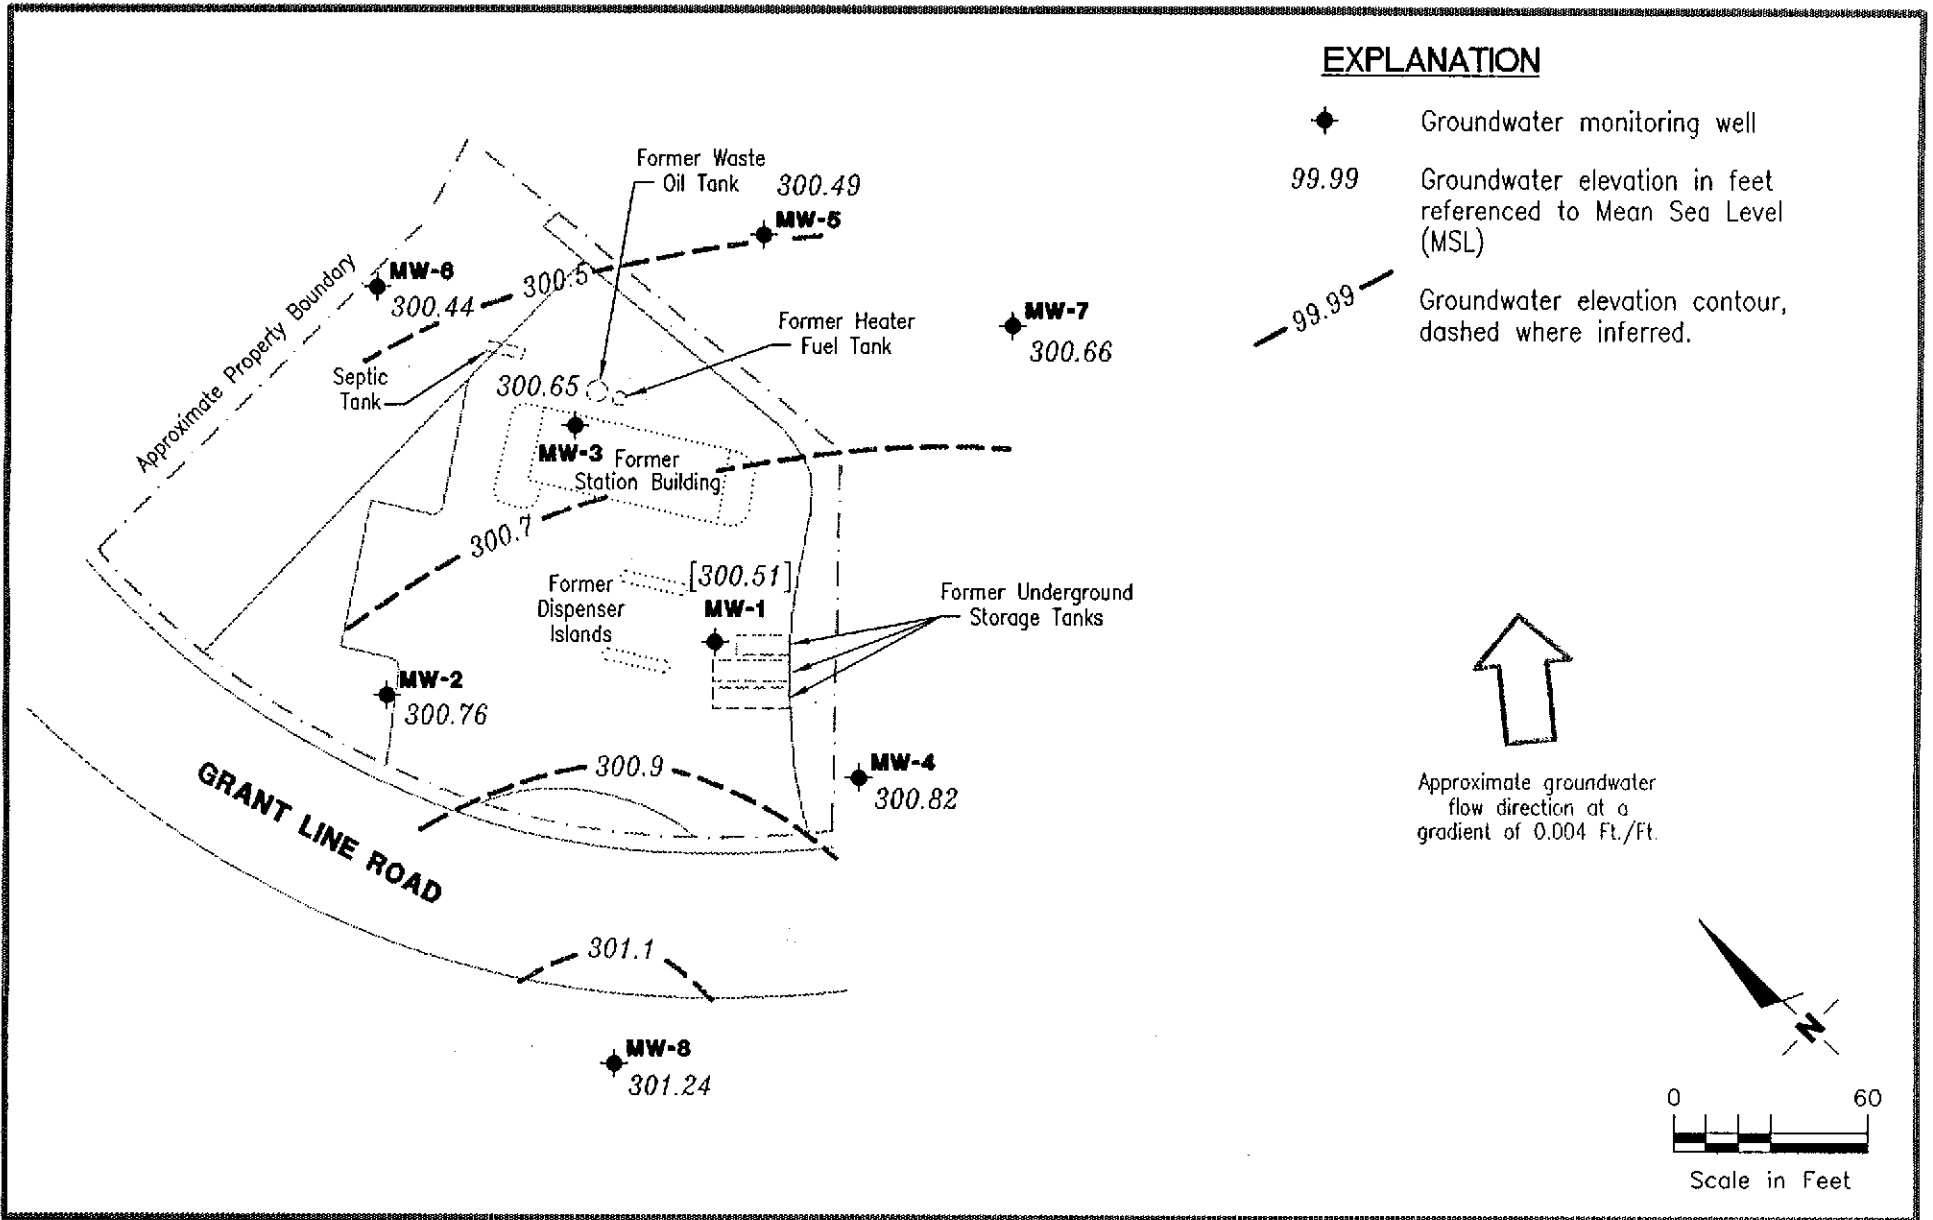 EXPLANATION
Groundwater monitoring well
99.99
Groundwater elevation in feet
referenced to Mean Sea Level
(MSL)
99.99
Groundwater elevation contour,
dashed where inferred.
Former Waste
Oil Tank
300.49
MW-5
Approximate Property Boundary
MW-6
300.44
300.5
MW-7
300.66
Former Heater
Fuel Tank
Septic
Tank
300.65
MW-3
Former
Station Building
300.7
Former
Dispenser
Islands
[300.51]
MW-1
Former Underground
Storage Tanks
MW-2
300.76
300.9
MW-4
300.82
GRANT LINE ROAD
301.1
MW-8
301.24
Approximate groundwater
flow direction at a
gradient of 0.004 Ft./Ft.
N
0
60
Scale in Feet